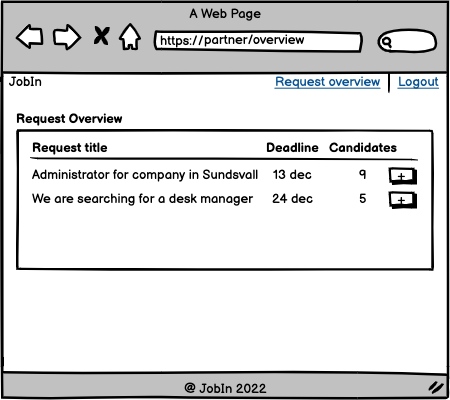 A Web Page
https://partner/overview
JobIn
Request overview
Logout
Request Overview
Request title Deadline Candidates
Administrator for company in Sundsvall 13 dec 9 +
We are searching for a desk manager 24 dec 5 +
@ JobIn 2022